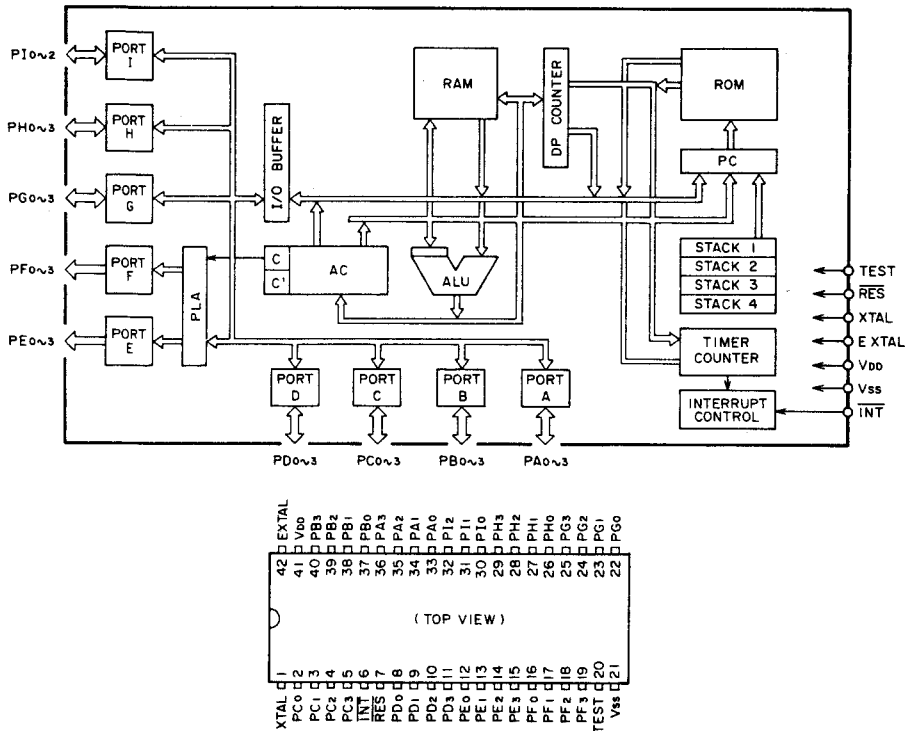 PI0~2
PORT I
PH0~3
PORT H
PG0~3
PORT G
PF0~3
PORT F
PE0~3
PORT E
PLA
I/O BUFFER
RAM
DP COUNTER
ROM
PC
C
C'
AC
ALU
STACK 1
STACK 2
STACK 3
STACK 4
TIMER COUNTER
INTERRUPT CONTROL
TEST
R̅E̅S̅
XTAL
EXTAL
VDD
VSS
I̅N̅T̅
PORT D
PORT C
PORT B
PORT A
PD0~3
PC0~3
PB0~3
PA0~3
EXTAL
VDD
PB3
PB2
PB1
PB0
PA3
PA2
PA1
PA0
PI2
PI1
PI0
PH3
PH2
PH1
PH0
PG3
PG2
PG1
PG0
42 41 40 39 38 37 36 35 34 33 32 31 30 29 28 27 26 25 24 23 22
(TOP VIEW)
1 2 3 4 5 6 7 8 9 10 11 12 13 14 15 16 17 18 19 20 21
XTAL
PC0
PC1
PC2
PC3
I̅N̅T̅
R̅E̅S̅
PD0
PD1
PD2
PD3
PE0
PE1
PE2
PE3
PF0
PF1
PF2
PF3
TEST
VSS